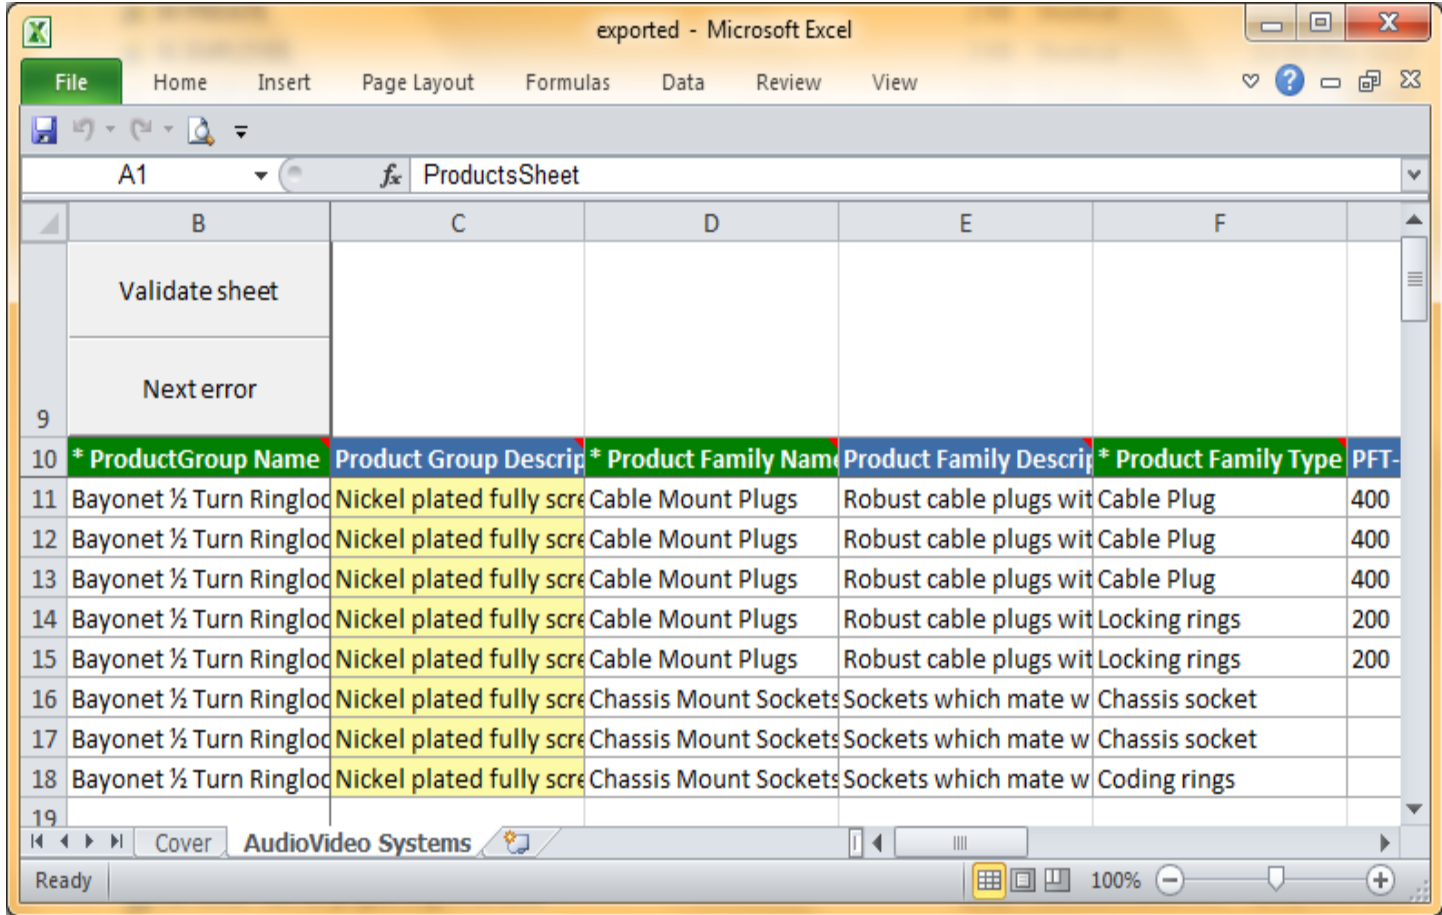 exported - Microsoft Excel
File Home Insert Page Layout Formulas Data Review View
A1 fx ProductsSheet
B C D E F
Validate sheet
Next error
9
10 * ProductGroup Name Product Group Descrip * Product Family Name Product Family Descrip * Product Family Type PFT-
11 Bayonet ½ Turn Ringloc Nickel plated fully scre Cable Mount Plugs Robust cable plugs wit Cable Plug 400
12 Bayonet ½ Turn Ringloc Nickel plated fully scre Cable Mount Plugs Robust cable plugs wit Cable Plug 400
13 Bayonet ½ Turn Ringloc Nickel plated fully scre Cable Mount Plugs Robust cable plugs wit Cable Plug 400
14 Bayonet ½ Turn Ringloc Nickel plated fully scre Cable Mount Plugs Robust cable plugs wit Locking rings 200
15 Bayonet ½ Turn Ringloc Nickel plated fully scre Cable Mount Plugs Robust cable plugs wit Locking rings 200
16 Bayonet ½ Turn Ringloc Nickel plated fully scre Chassis Mount Sockets Sockets which mate w Chassis socket
17 Bayonet ½ Turn Ringloc Nickel plated fully scre Chassis Mount Sockets Sockets which mate w Chassis socket
18 Bayonet ½ Turn Ringloc Nickel plated fully scre Chassis Mount Sockets Sockets which mate w Coding rings
19
Cover AudioVideo Systems
Ready 100%